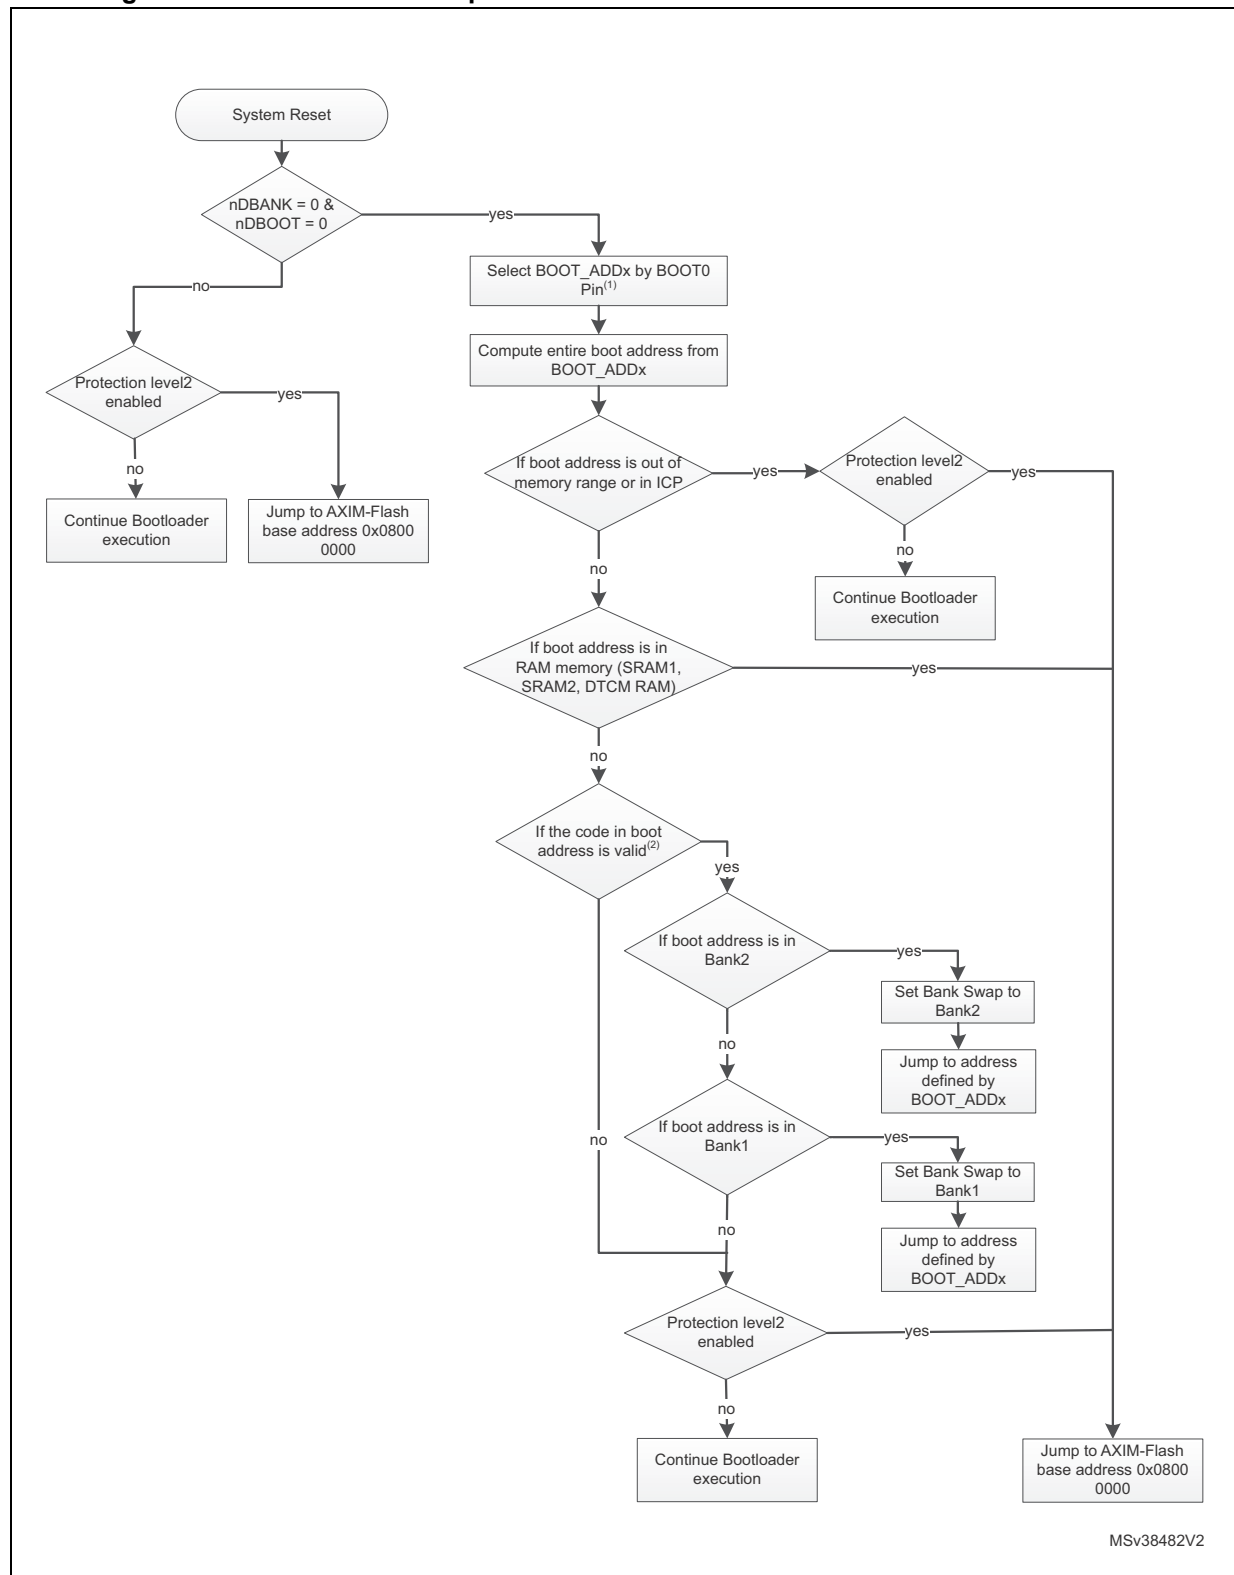 System Reset
nDBANK = 0 &
nDBOOT = 0
yes
no
Select BOOT_ADDx by BOOT0
Pin(1)
Compute entire boot address from
BOOT_ADDx
Protection level2
enabled
yes
no
Continue Bootloader
execution
Jump to AXIM-Flash
base address 0x0800
0000
If boot address is out of
memory range or in ICP
yes
Protection level2
enabled
yes
no
Continue Bootloader
execution
no
If boot address is in
RAM memory (SRAM1,
SRAM2, DTCM RAM)
yes
no
If the code in boot
address is valid(2)
yes
If boot address is in
Bank2
yes
Set Bank Swap to
Bank2
Jump to address
defined by
BOOT_ADDx
no
If boot address is in
Bank1
yes
Set Bank Swap to
Bank1
Jump to address
defined by
BOOT_ADDx
no
no
Protection level2
enabled
yes
no
Continue Bootloader
execution
Jump to AXIM-Flash
base address 0x0800
0000
MSv38482V2